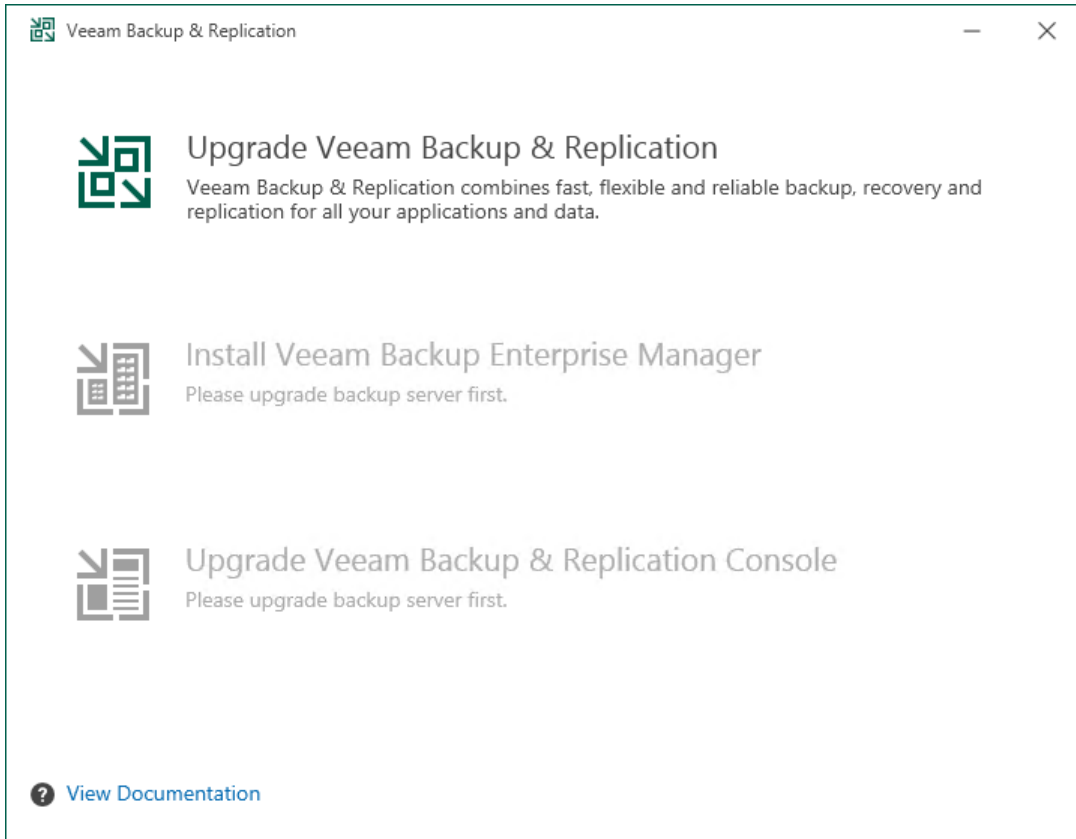 Veeam Backup & Replication
Upgrade Veeam Backup & Replication
Veeam Backup & Replication combines fast, flexible and reliable backup, recovery and
replication for all your applications and data.
Install Veeam Backup Enterprise Manager
Please upgrade backup server first.
Upgrade Veeam Backup & Replication Console
Please upgrade backup server first.
? View Documentation